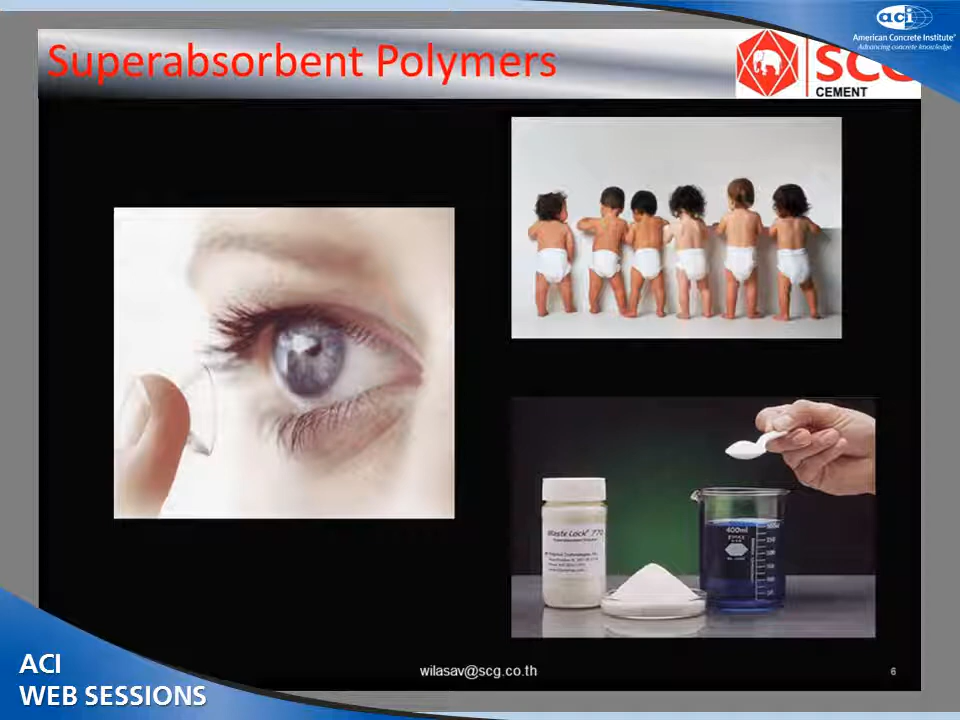 Superabsorbent Polymers
aci
American Concrete Institute®
Advancing concrete knowledge
SCG
CEMENT
Waste Lock® 770
400ml
wilasav@scg.co.th
6
ACI
WEB SESSIONS